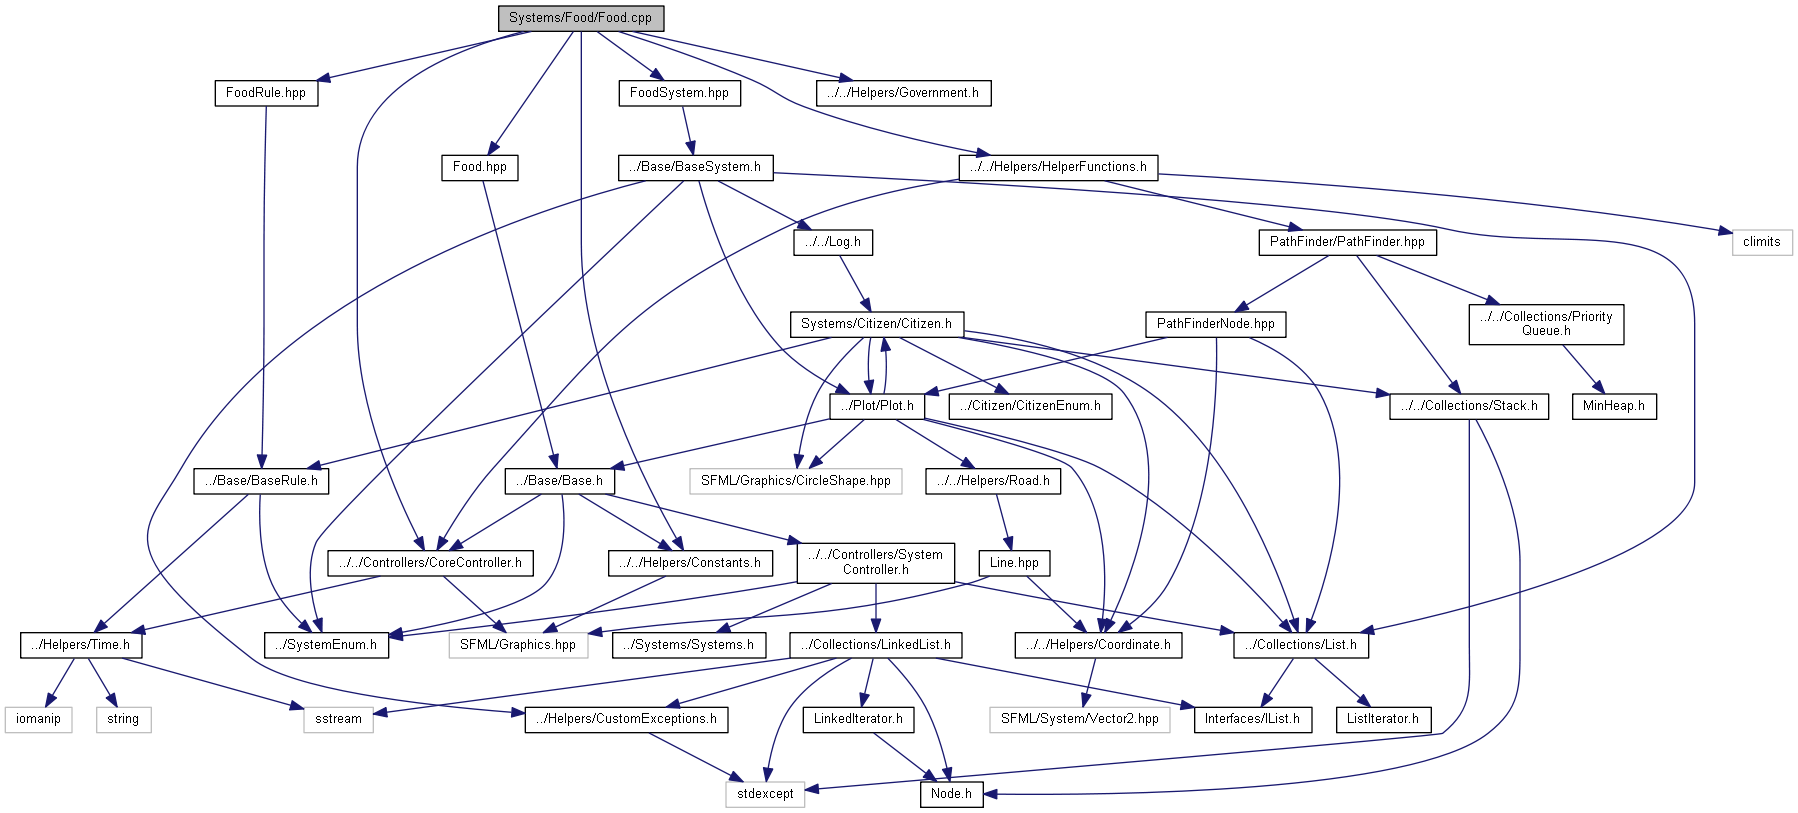 Systems/Food/Food.cpp
FoodRule.hpp
FoodSystem.hpp
../../Helpers/Government.h
Food.hpp
../Base/BaseSystem.h
../../Helpers/HelperFunctions.h
../../Log.h
PathFinder/PathFinder.hpp
climits
Systems/Citizen/Citizen.h
PathFinderNode.hpp
../../Collections/Priority
Queue.h
../Plot/Plot.h
../Citizen/CitizenEnum.h
../../Collections/Stack.h
MinHeap.h
../Base/BaseRule.h
../Base/Base.h
SFML/Graphics/CircleShape.hpp
../../Helpers/Road.h
../../Controllers/CoreController.h
../../Helpers/Constants.h
../../Controllers/System
Controller.h
Line.hpp
../Helpers/Time.h
../SystemEnum.h
SFML/Graphics.hpp
../Systems/Systems.h
../Collections/LinkedList.h
../../Helpers/Coordinate.h
../Collections/List.h
iomanip
string
sstream
../Helpers/CustomExceptions.h
LinkedIterator.h
SFML/System/Vector2.hpp
Interfaces/IList.h
ListIterator.h
stdexcept
Node.h